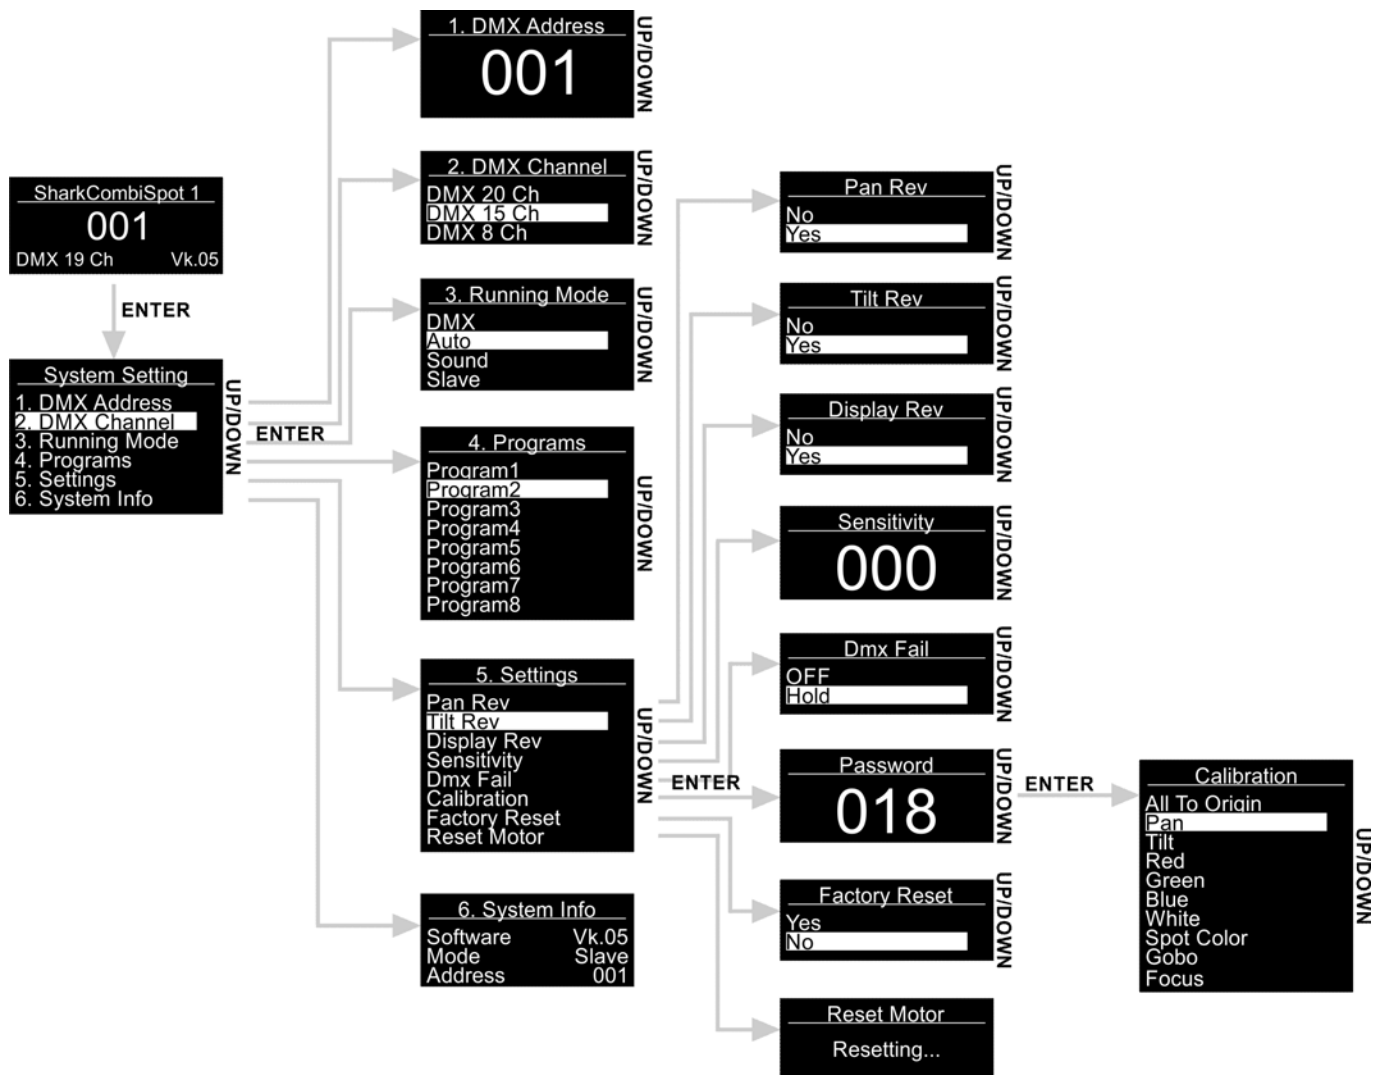 SharkCombiSpot 1
001
DMX 19 Ch Vk.05
ENTER
System Setting
1. DMX Address
2. DMX Channel
3. Running Mode
4. Programs
5. Settings
6. System Info
UP/DOWN
ENTER
1. DMX Address
001
UP/DOWN
2. DMX Channel
DMX 20 Ch
DMX 15 Ch
DMX 8 Ch
UP/DOWN
3. Running Mode
DMX
Auto
Sound
Slave
UP/DOWN
4. Programs
Program1
Program2
Program3
Program4
Program5
Program6
Program7
Program8
UP/DOWN
5. Settings
Pan Rev
Tilt Rev
Display Rev
Sensitivity
Dmx Fail
Calibration
Factory Reset
Reset Motor
UP/DOWN
ENTER
6. System Info
Software Vk.05
Mode Slave
Address 001
Pan Rev
No
Yes
UP/DOWN
Tilt Rev
No
Yes
UP/DOWN
Display Rev
No
Yes
UP/DOWN
Sensitivity
000
UP/DOWN
Dmx Fail
OFF
Hold
UP/DOWN
Password
018
UP/DOWN
ENTER
Factory Reset
Yes
No
UP/DOWN
Reset Motor
Resetting...
Calibration
All To Origin
Pan
Tilt
Red
Green
Blue
White
Spot Color
Gobo
Focus
UP/DOWN